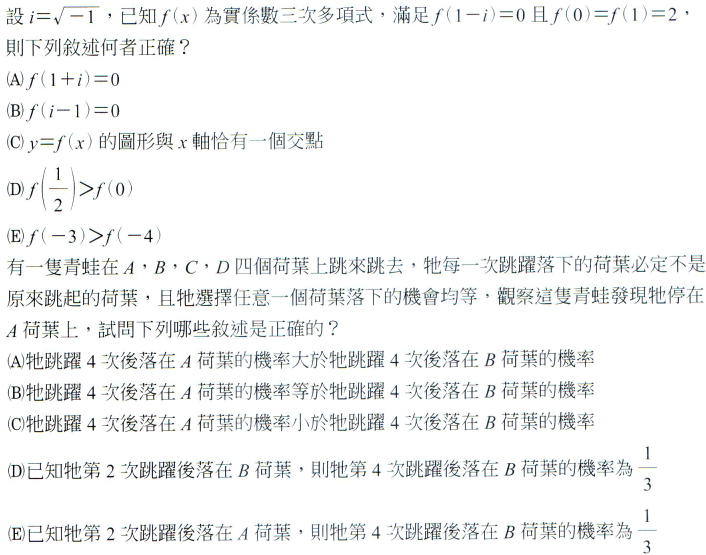 設 i=√−1，已知 f(x) 為實係數三次多項式，滿足 f(1−i)=0 且 f(0)=f(1)=2，
則下列敘述何者正確？
(A) f(1+i)=0
(B) f(i−1)=0
(C) y=f(x) 的圖形與 x 軸恰有一個交點
(D) f(1/2)>f(0)
(E) f(−3)>f(−4)
有一隻青蛙在 A，B，C，D 四個荷葉上跳來跳去，牠每一次跳躍落下的荷葉必定不是
原來跳起的荷葉，且牠選擇任意一個荷葉落下的機會均等，觀察這隻青蛙發現牠停在
A 荷葉上，試問下列哪些敘述是正確的？
(A)牠跳躍 4 次後落在 A 荷葉的機率大於牠跳躍 4 次後落在 B 荷葉的機率
(B)牠跳躍 4 次後落在 A 荷葉的機率等於牠跳躍 4 次後落在 B 荷葉的機率
(C)牠跳躍 4 次後落在 A 荷葉的機率小於牠跳躍 4 次後落在 B 荷葉的機率
(D)已知牠第 2 次跳躍後落在 B 荷葉，則牠第 4 次跳躍後落在 B 荷葉的機率為 1/3
(E)已知牠第 2 次跳躍後落在 A 荷葉，則牠第 4 次跳躍後落在 B 荷葉的機率為 1/3